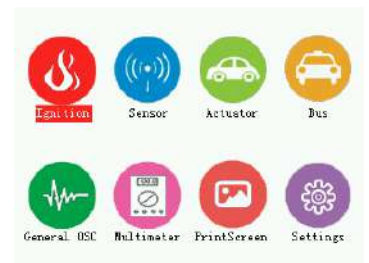 Ignition Sensor Actuator Bus
General OSC Multimeter PrintScreen Settings